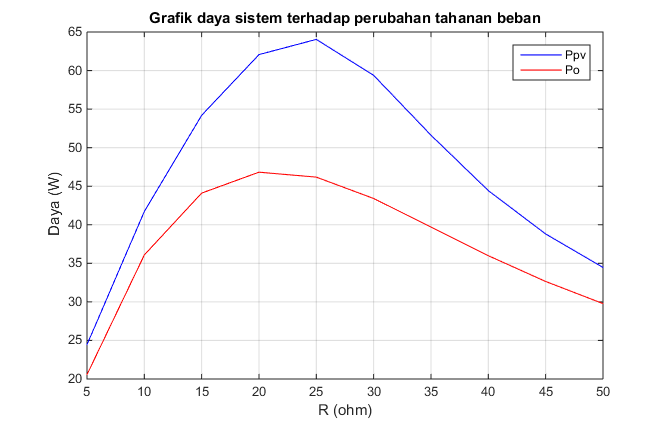 Grafik daya sistem terhadap perubahan tahanan beban
65
60
55
50
45
40
35
30
25
20
Daya (W)
Ppv
Po
5 10 15 20 25 30 35 40 45 50
R (ohm)